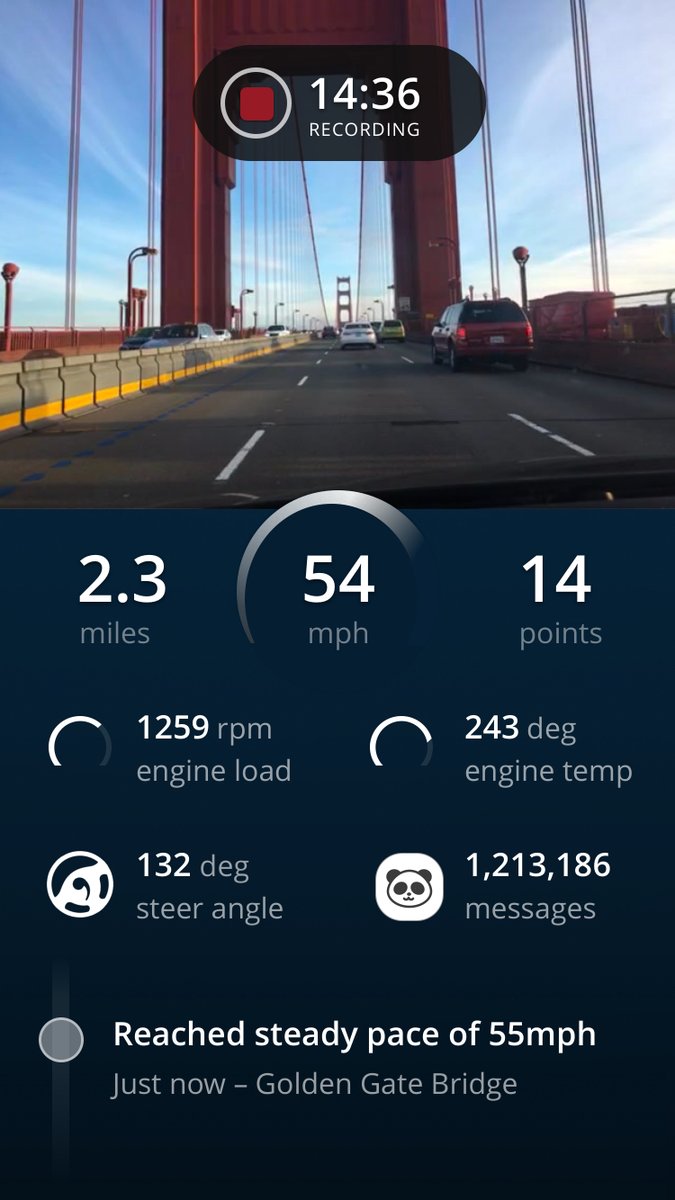 14:36
RECORDING
2.3
54
14
miles
mph
points
1259 rpm
engine load
243 deg
engine temp
132 deg
steer angle
1,213,186
messages
Reached steady pace of 55mph
Just now – Golden Gate Bridge